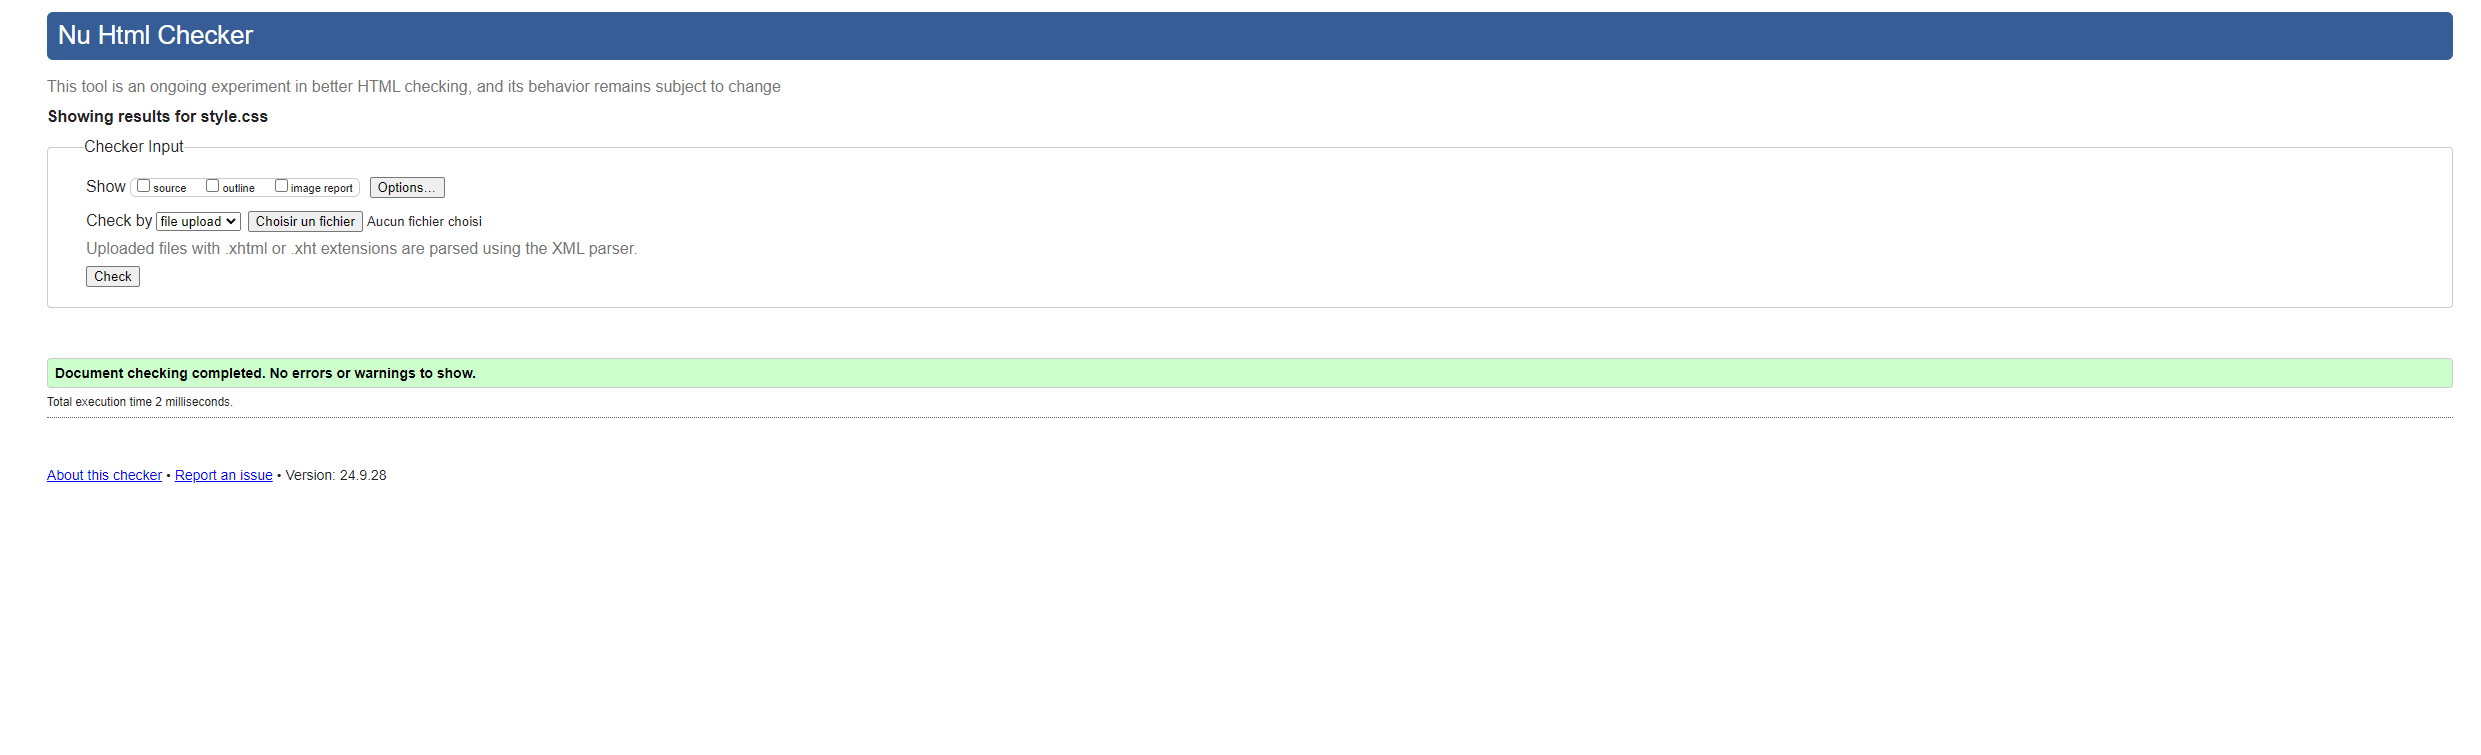 Nu Html Checker
This tool is an ongoing experiment in better HTML checking, and its behavior remains subject to change
Showing results for style.css
Checker Input
Show source outline image report Options...
Check by file upload Choisir un fichier Aucun fichier choisi
Uploaded files with .xhtml or .xht extensions are parsed using the XML parser.
Check
Document checking completed. No errors or warnings to show.
Total execution time 2 milliseconds.
About this checker • Report an issue • Version: 24.9.28